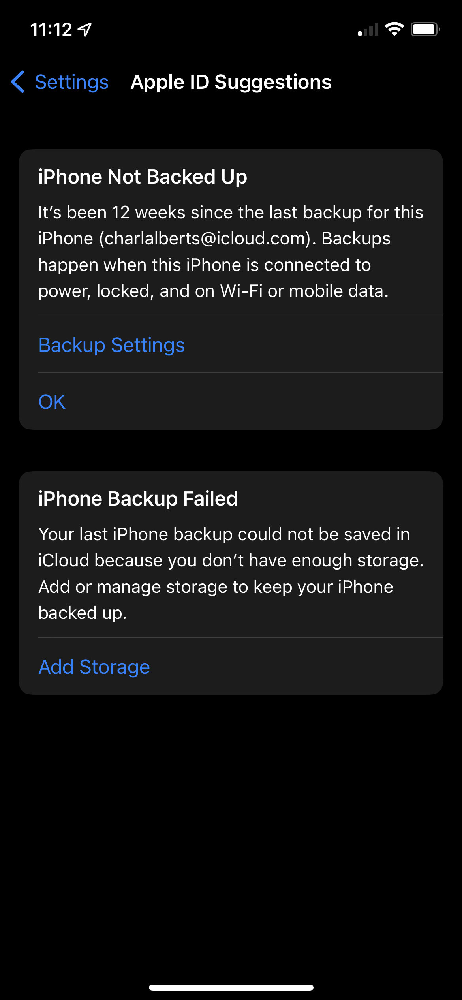 11:12
Settings Apple ID Suggestions
iPhone Not Backed Up
It’s been 12 weeks since the last backup for this
iPhone (charlalberts@icloud.com). Backups
happen when this iPhone is connected to
power, locked, and on Wi-Fi or mobile data.
Backup Settings
OK
iPhone Backup Failed
Your last iPhone backup could not be saved in
iCloud because you don’t have enough storage.
Add or manage storage to keep your iPhone
backed up.
Add Storage